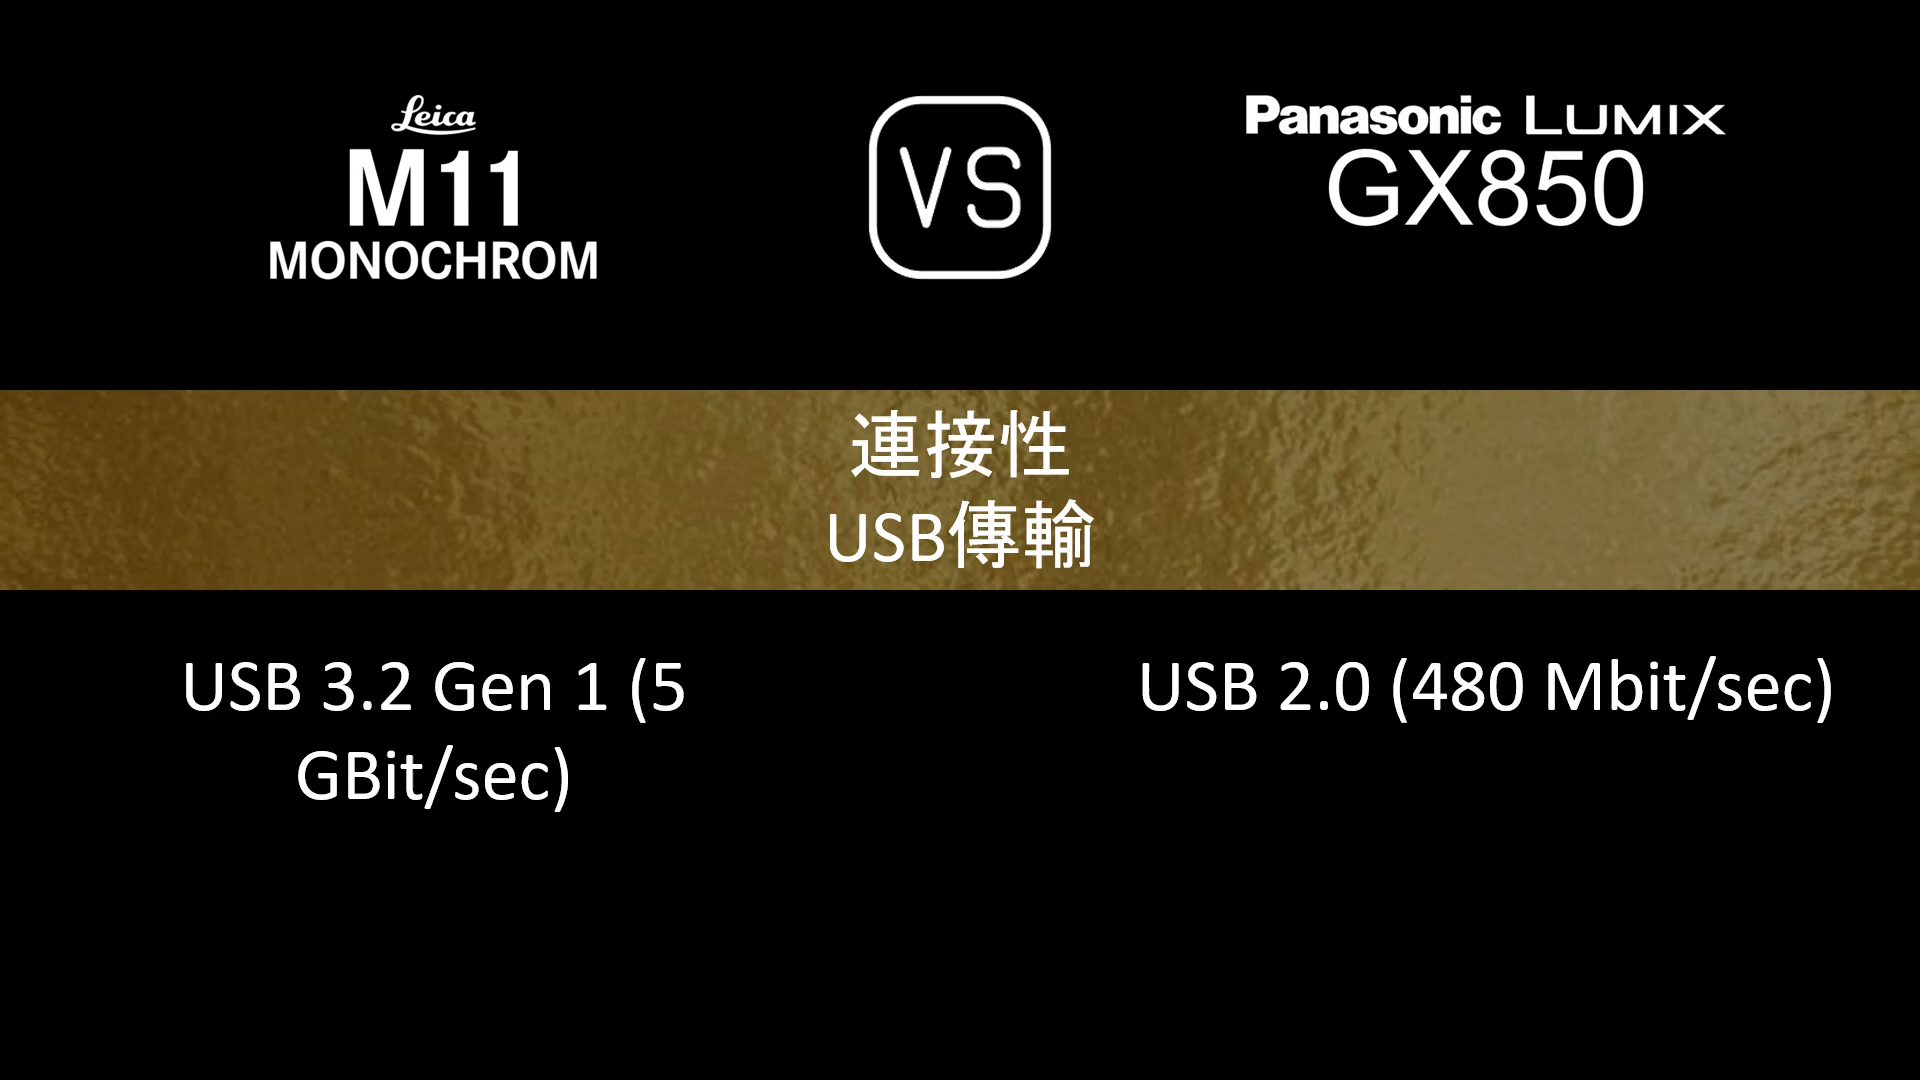 Leica
M11
MONOCHROM
VS
Panasonic LUMIX
GX850
連接性
USB傳輸
USB 3.2 Gen 1 (5
GBit/sec)
USB 2.0 (480 Mbit/sec)